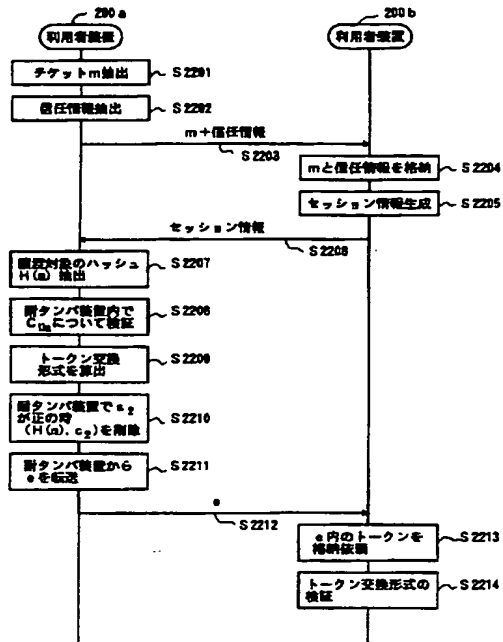 200a
利用者装置
200b
利用者装置
チケットm抽出
S2201
信任情報抽出
S2202
m+信任情報
S2203
mと信任情報を格納
S2204
セッション情報生成
S2205
セッション情報
S2206
譲渡対象のハッシュ
H(m) 抽出
S2207
耐タンパ装置内で
について検証
S2208
トークン交換
形式を算出
S2209
耐タンパ装置で
が正の時
を削除
S2210
耐タンパ装置から
eを転送
S2211
e
S2212
e内のトークンを
格納依頼
S2213
トークン交換形式の
検証
S2214